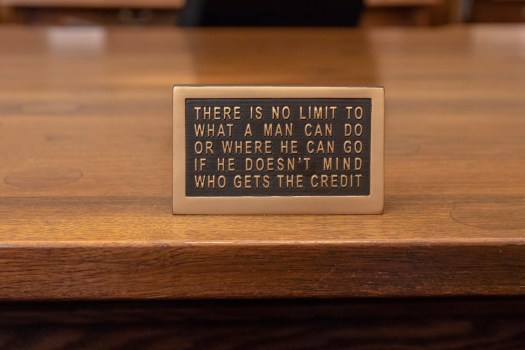 THERE IS NO LIMIT TO
WHAT A MAN CAN DO
OR WHERE HE CAN GO
IF HE DOESN'T MIND
WHO GETS THE CREDIT